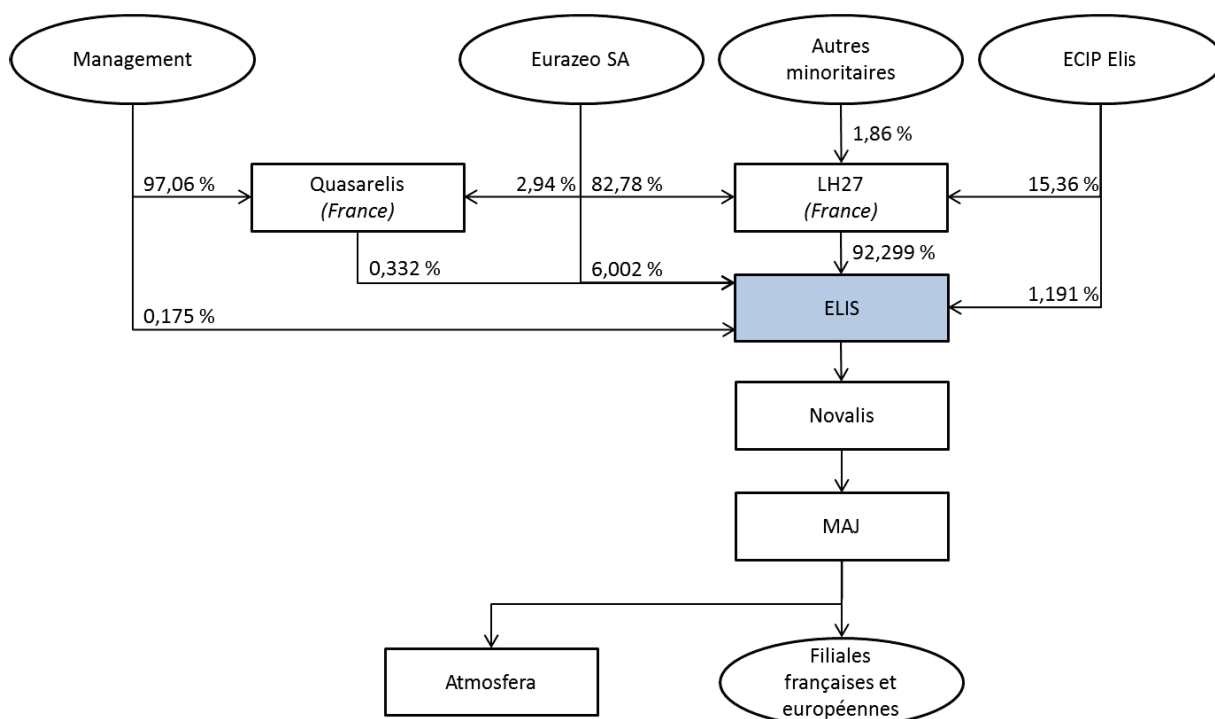 Management
Eurazeo SA
Autres
minoritaires
ECIP Elis
1,86 %
97,06 %
Quasarelis
(France)
2,94 %
82,78 %
LH27
(France)
15,36 %
0,332 %
6,002 %
92,299 %
1,191 %
0,175 %
ELIS
Novalis
MAJ
Atmosfera
Filiales
françaises et
européennes